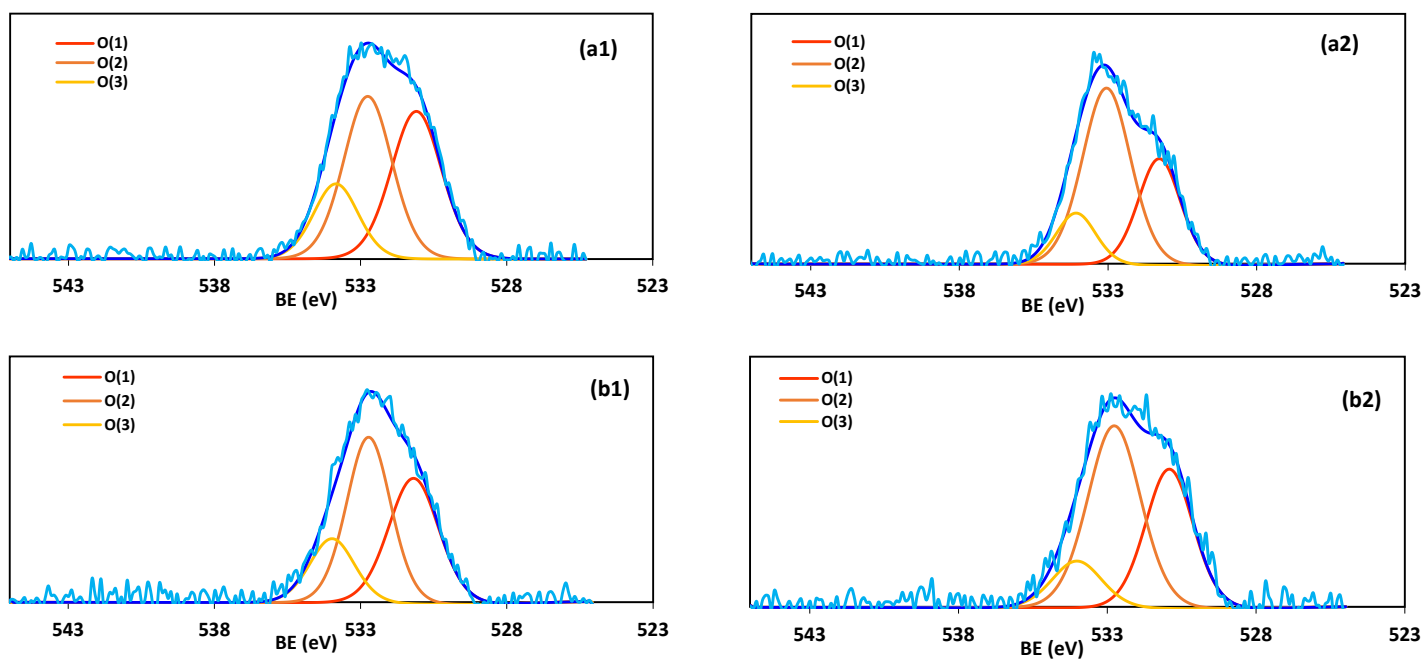 (a1)
O(1)
O(2)
O(3)
543 538 533 528 523
BE (eV)
(a2)
O(1)
O(2)
O(3)
543 538 533 528 523
BE (eV)
(b1)
O(1)
O(2)
O(3)
543 538 533 528 523
BE (eV)
(b2)
O(1)
O(2)
O(3)
543 538 533 528 523
BE (eV)